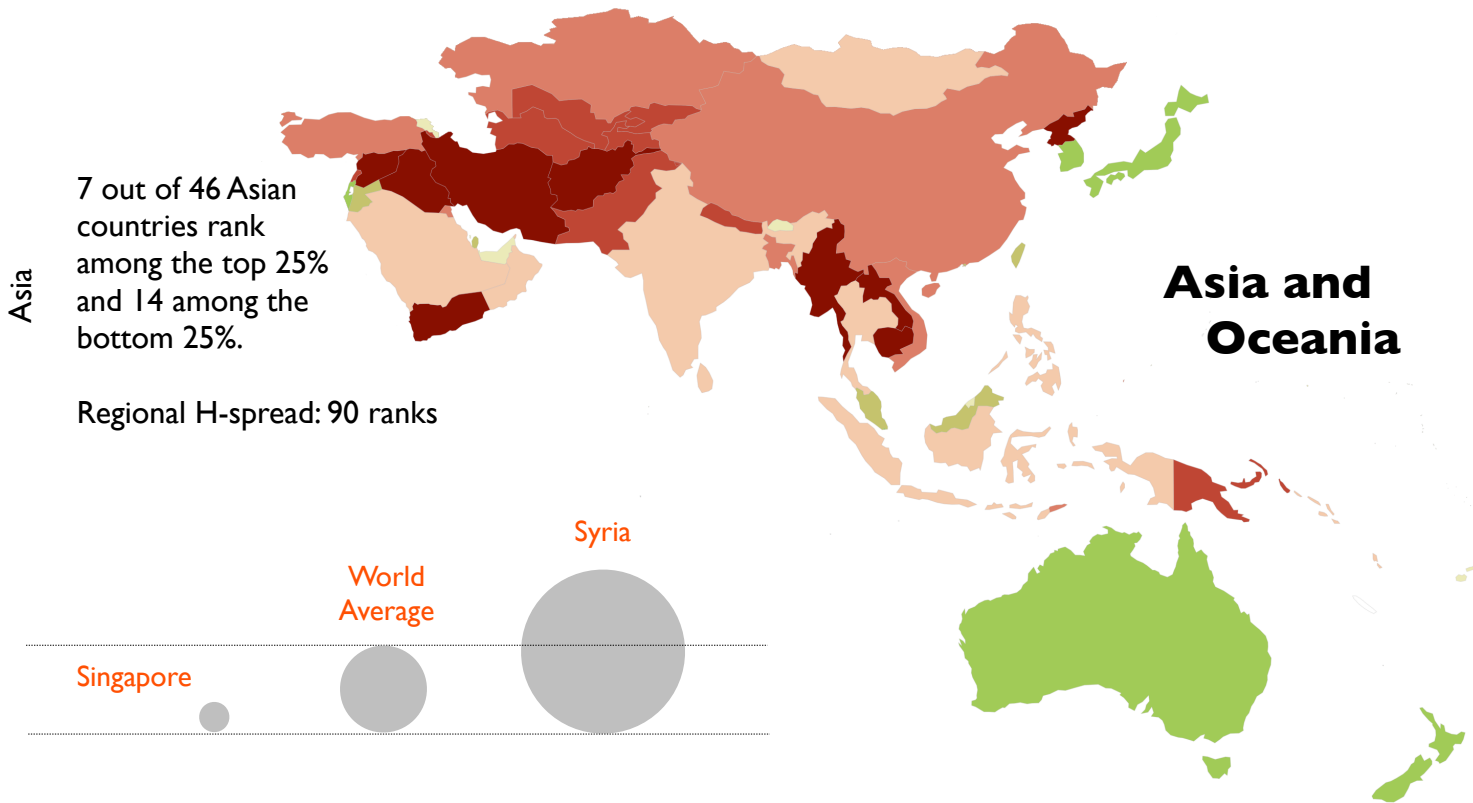 Asia
7 out of 46 Asian
countries rank
among the top 25%
and 14 among the
bottom 25%.
Regional H-spread: 90 ranks
Asia and
Oceania
Syria
World
Average
Singapore